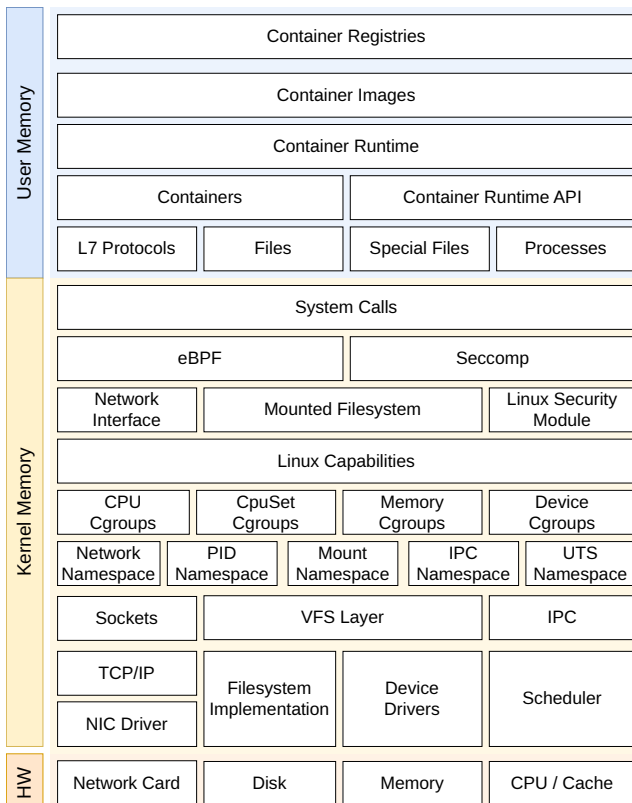 User Memory
Container Registries
Container Images
Container Runtime
Containers
Container Runtime API
L7 Protocols
Files
Special Files
Processes
Kernel Memory
System Calls
eBPF
Seccomp
Network
Interface
Mounted Filesystem
Linux Security
Module
Linux Capabilities
CPU
Cgroups
CpuSet
Cgroups
Memory
Cgroups
Device
Cgroups
Network
Namespace
PID
Namespace
Mount
Namespace
IPC
Namespace
UTS
Namespace
Sockets
VFS Layer
IPC
TCP/IP
NIC Driver
Filesystem
Implementation
Device
Drivers
Scheduler
HW
Network Card
Disk
Memory
CPU / Cache